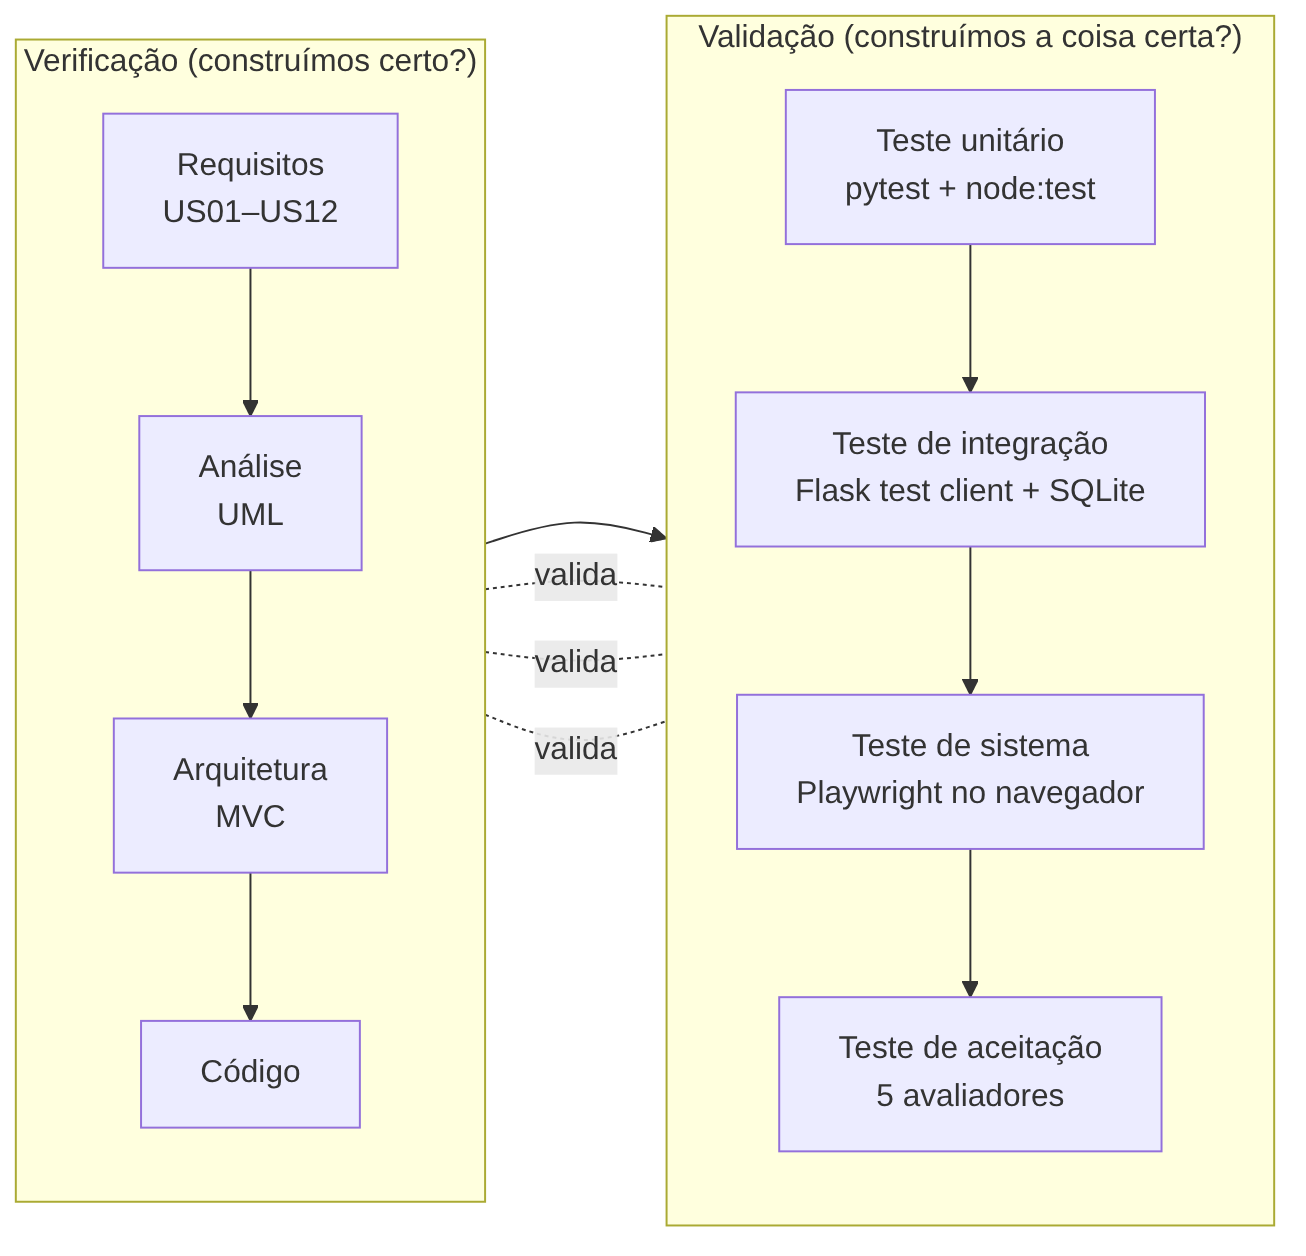 Verificação (construímos certo?)
Requisitos
US01–US12
Análise
UML
Arquitetura
MVC
Código
valida
valida
valida
Validação (construímos a coisa certa?)
Teste unitário
pytest + node:test
Teste de integração
Flask test client + SQLite
Teste de sistema
Playwright no navegador
Teste de aceitação
5 avaliadores